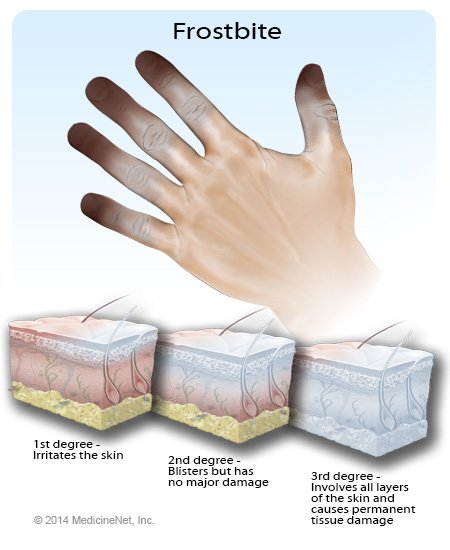 Frostbite
1st degree -
Irritates the skin
2nd degree -
Blisters but has
no major damage
3rd degree -
Involves all layers
of the skin and
causes permanent
tissue damage
© 2014 MedicineNet, Inc.